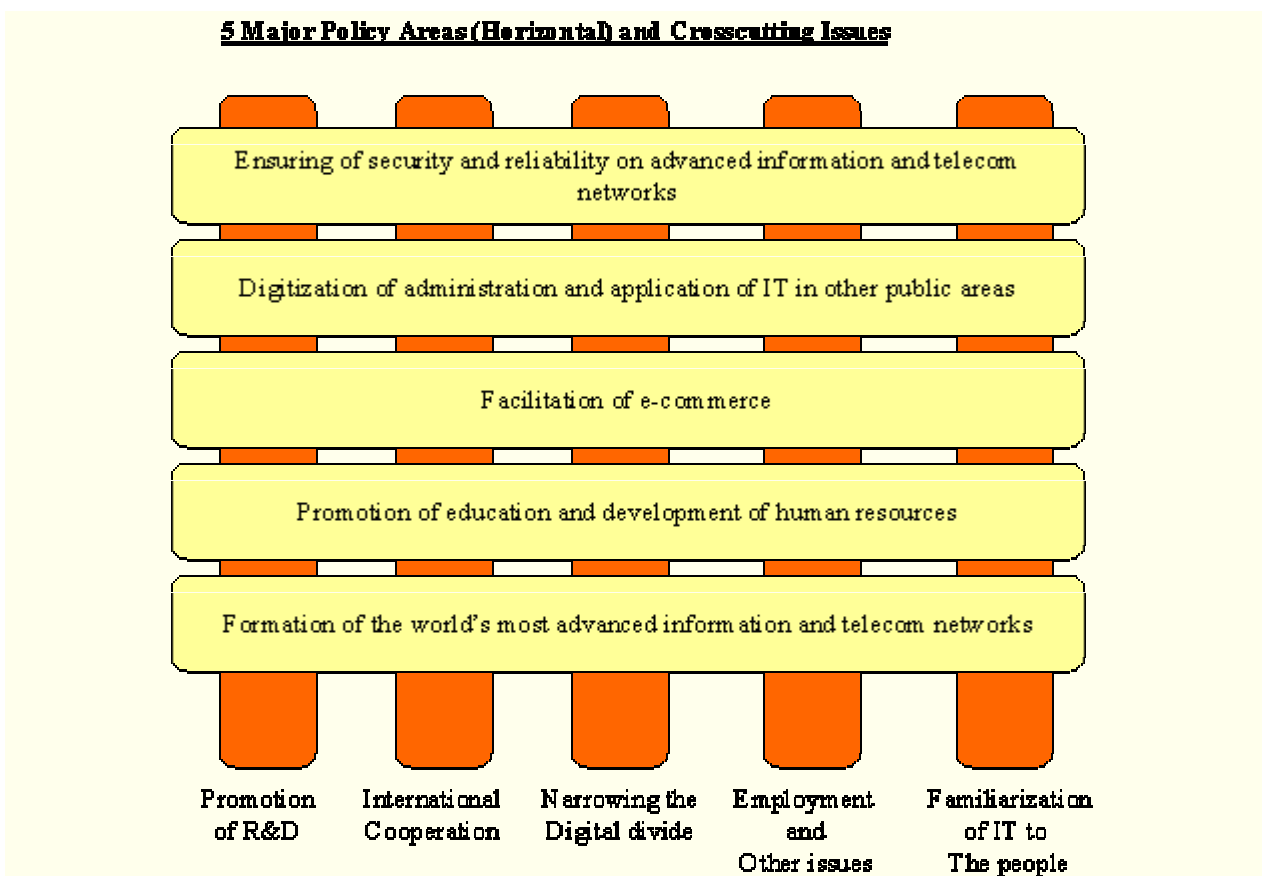 5 Major Policy Areas (Horizontal) and Crosscutting Issues
Ensuring of security and reliability on advanced information and telecom
networks
Digitization of administration and application of IT in other public areas
Facilitation of e-commerce
Promotion of education and development of human resources
Formation of the world's most advanced information and telecom networks
Promotion
of R&D
International
Cooperation
Narrowing the
Digital divide
Employment
and
Other issues
Familiarization
of IT to
The people